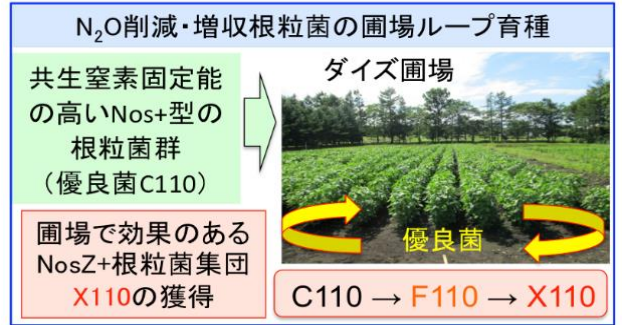 N₂O削減・増収根粒菌の圃場ループ育種
共生窒素固定能
の高いNos+型の
根粒菌群
（優良菌C110）
ダイズ圃場
優良菌
圃場で効果のある
NosZ+根粒菌集団
X110の獲得
C110 → F110 → X110